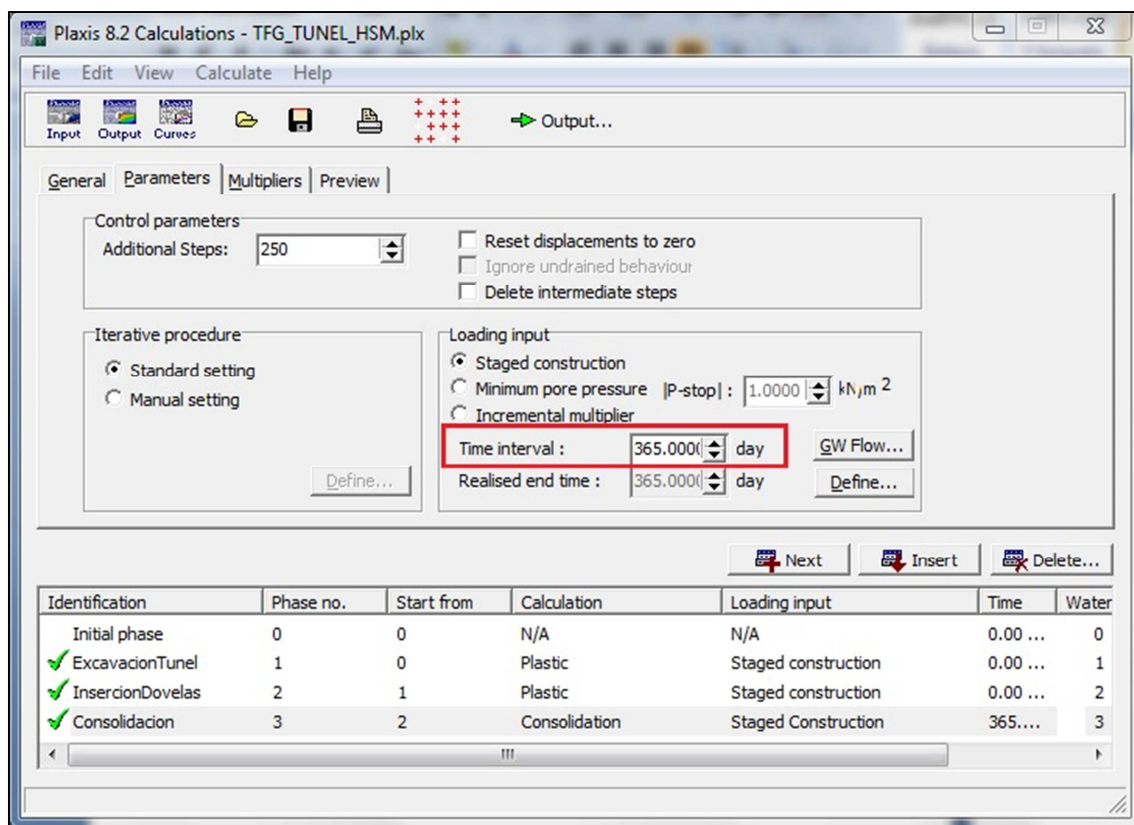 Plaxis 8.2 Calculations - TFG_TUNEL_HSM.plx
File Edit View Calculate Help
Input Output Curves Output...
General Parameters Multipliers Preview
Control parameters
Additional Steps: 250
Reset displacements to zero
Ignore undrained behaviour
Delete intermediate steps
Iterative procedure
Standard setting
Manual setting
Define...
Loading input
Staged construction
Minimum pore pressure |P-stop| : 1.0000 kN/m 2
Incremental multiplier
Time interval : 365.000( day GW Flow...
Realised end time : 365.000( day Define...
Next Insert Delete...
Identification Phase no. Start from Calculation Loading input Time Water
Initial phase 0 0 N/A N/A 0.00 ... 0
ExcavacionTunel 1 0 Plastic Staged construction 0.00 ... 1
InsercionDovelas 2 1 Plastic Staged construction 0.00 ... 2
Consolidacion 3 2 Consolidation Staged Construction 365.... 3